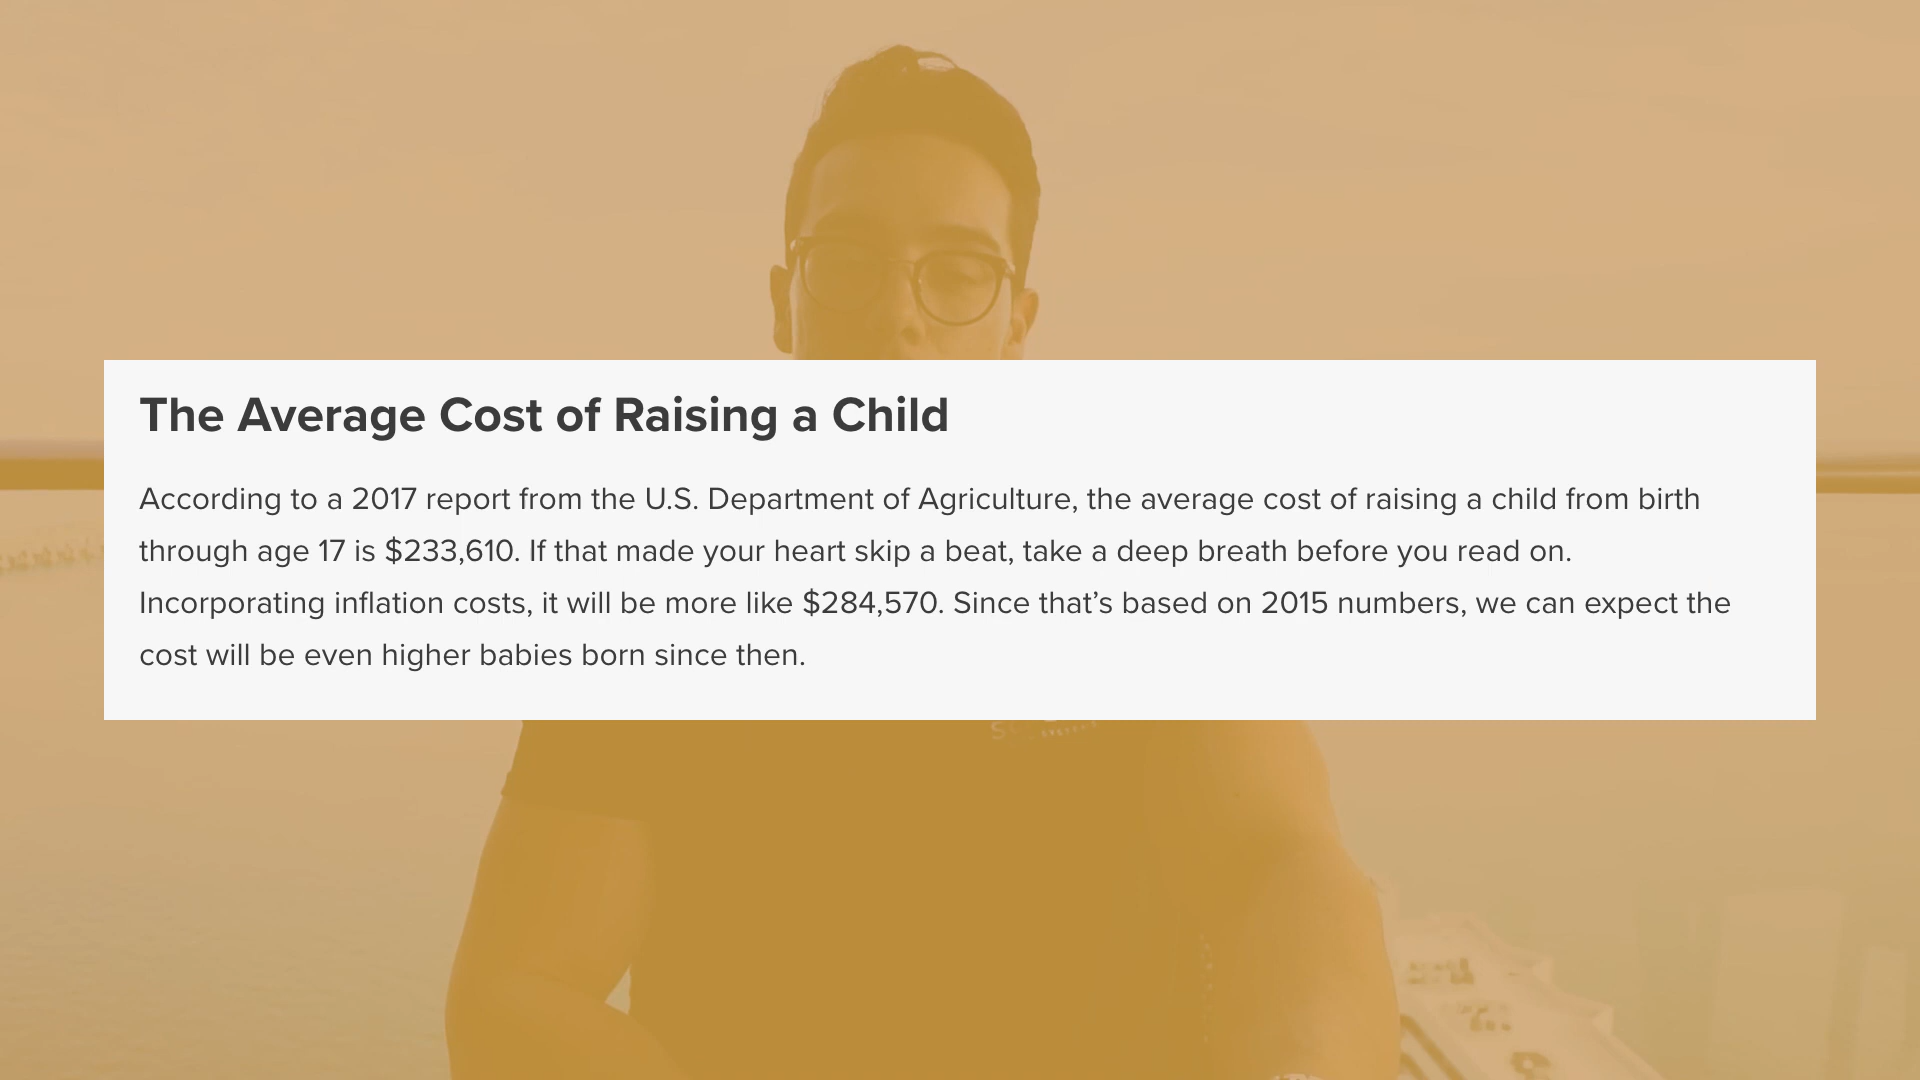 The Average Cost of Raising a Child
According to a 2017 report from the U.S. Department of Agriculture, the average cost of raising a child from birth
through age 17 is $233,610. If that made your heart skip a beat, take a deep breath before you read on.
Incorporating inflation costs, it will be more like $284,570. Since that’s based on 2015 numbers, we can expect the
cost will be even higher babies born since then.